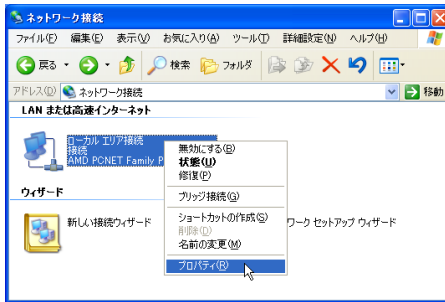 ネットワーク接続
ファイル(F) 編集(E) 表示(V) お気に入り(A) ツール(T) 詳細設定(N) ヘルプ(H)
戻る 検索 フォルダ
アドレス(D) ネットワーク接続 移動
LAN または高速インターネット
ローカル エリア接続
接続
AMD PCNET Family P
無効にする(B)
状態(U)
修復(P)
ブリッジ接続(G)
ショートカットの作成(S)
削除(D)
名前の変更(M)
プロパティ(R)
ウィザード
新しい接続ウィザード
ワーク セットアップ ウィザード